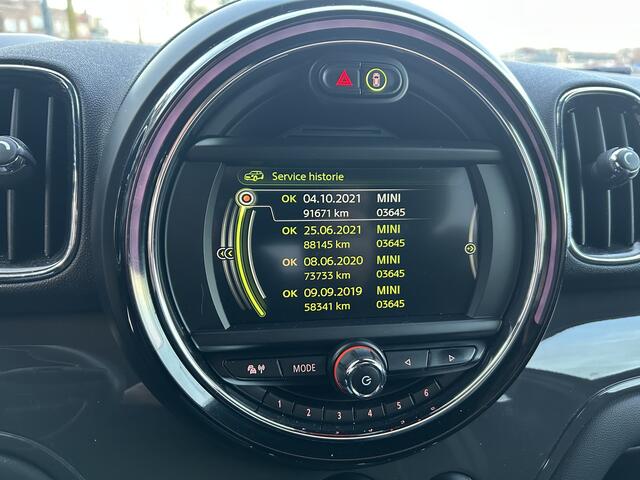 Service historie
OK 04.10.2021 MINI
91671 km 03645
OK 25.06.2021 MINI
88145 km 03645
OK 08.06.2020 MINI
73733 km 03645
OK 09.09.2019 MINI
58341 km 03645
MODE
1 2 3 4 5 6